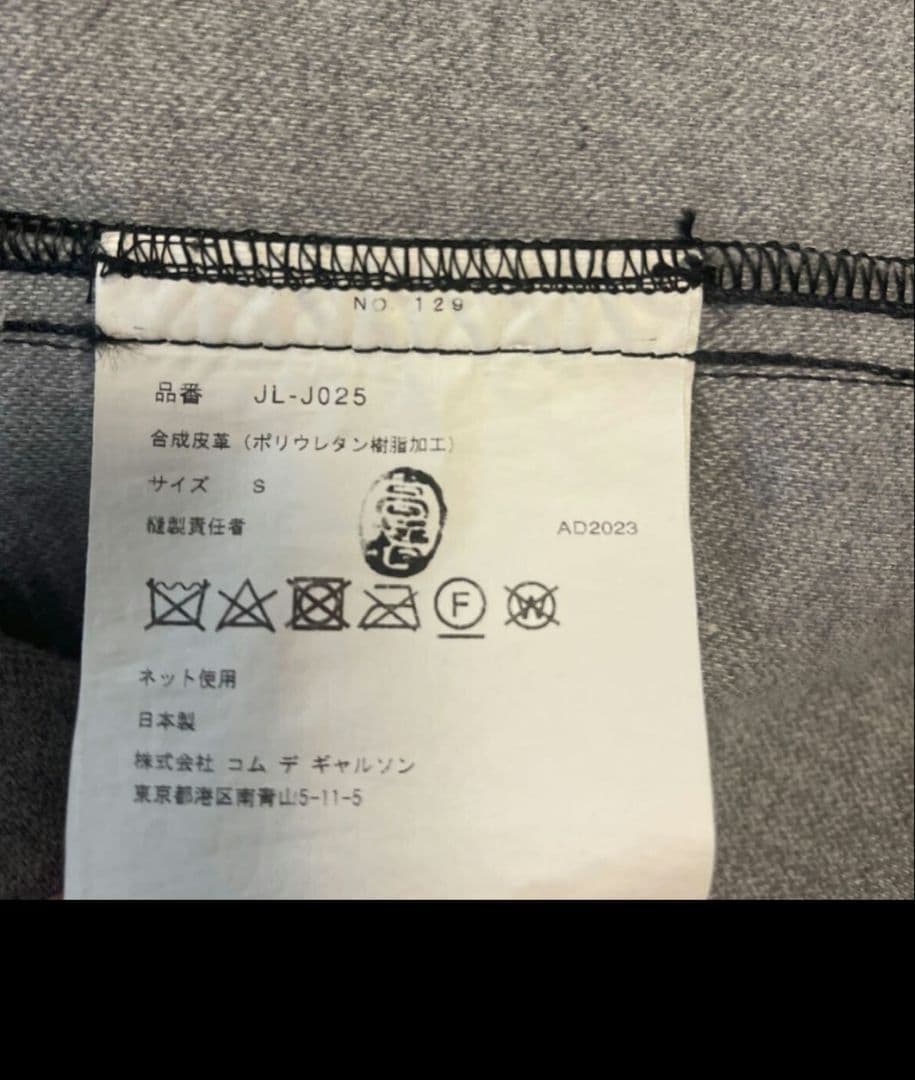 NO. 129
品番 JL-J025
合成皮革 (ポリウレタン樹脂加工)
サイズ S
縫製責任者 AD2023
F W
ネット使用
日本製
株式会社 コム デ ギャルソン
東京都港区南青山5-11-5